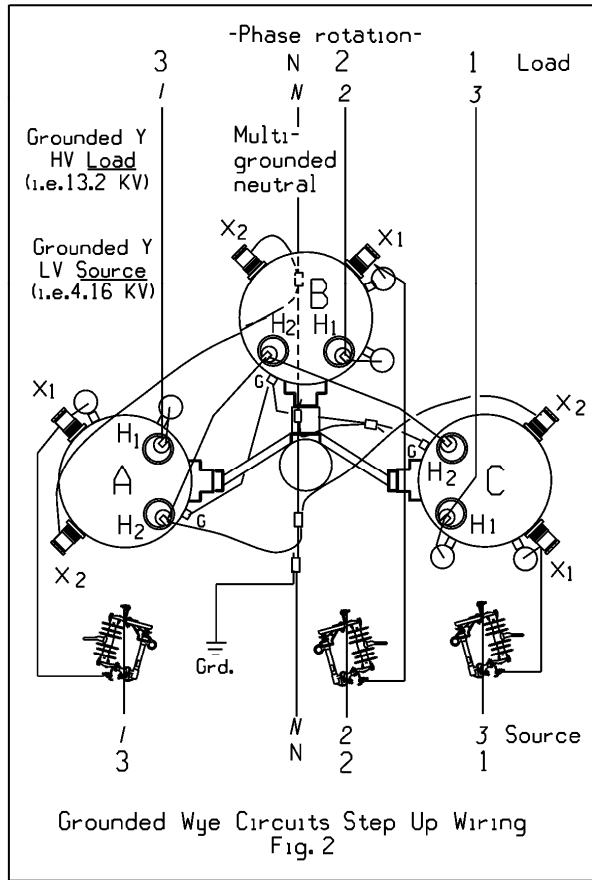 -Phase rotation-
3 N 2 1 Load
1 N 2 3
Grounded Y
HV Load
(i.e.13.2 KV)
Multi-
grounded
neutral
Grounded Y
LV Source
(i.e.4.16 KV)
X2
X1
B
H2 H1
G
X1
X2
H1
G
H2
A
C
H2
G
H1
X2
X1
Grd.
1 N 2 3 Source
3 N 2 1
Grounded Wye Circuits Step Up Wiring
Fig. 2